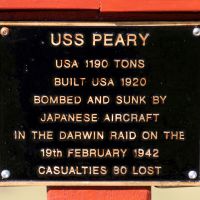 USS PEARY
USA 1190 TONS
BUILT USA 1920
BOMBED AND SUNK BY
JAPANESE AIRCRAFT
IN THE DARWIN RAID ON THE
19th FEBRUARY 1942
CASUALTIES 90 LOST